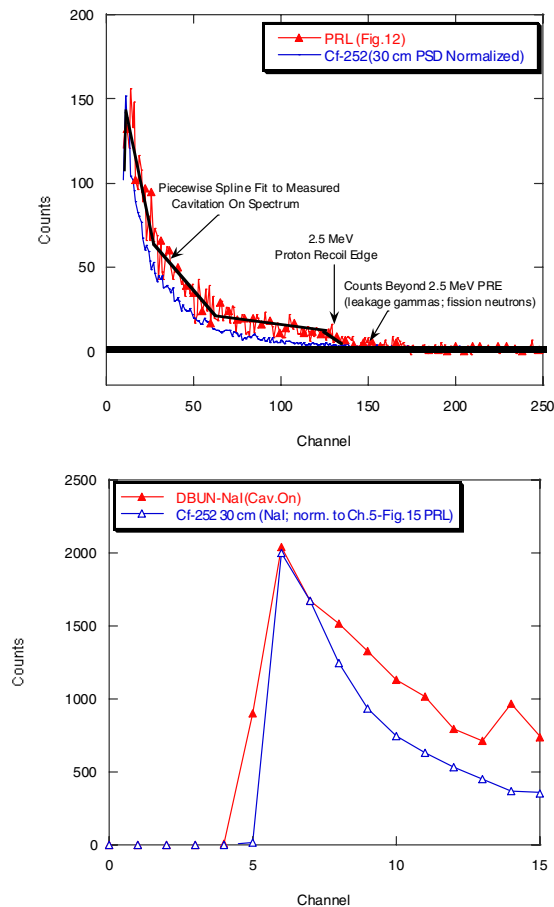 PRL (Fig.12)
Cf-252(30 cm PSD Normalized)
200
150
100
50
0
Counts
Piecewise Spline Fit to Measured
Cavitation On Spectrum
2.5 MeV
Proton Recoil Edge
Counts Beyond 2.5 MeV PRE
(leakage gammas; fission neutrons)
0 50 100 150 200 250
Channel
DBUN-NaI(Cav.On)
Cf-252 30 cm (NaI; norm. to Ch.5-Fig.15 PRL)
2500
2000
1500
1000
500
0
Counts
0 5 10 15
Channel